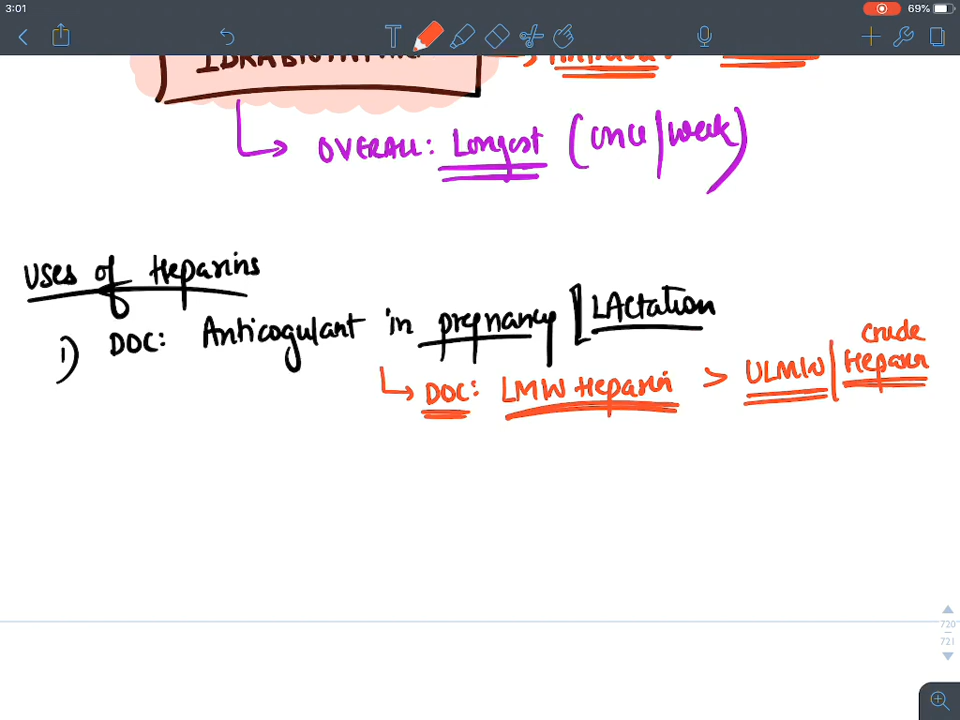 3:01 69%
T
OVERALL: Longest (once/week)
Uses of Heparins
1) DOC: Anticogulant in pregnancy / LActation
↳ DOC: LMW Heparin > ULMW / Crude Heparin
720
721